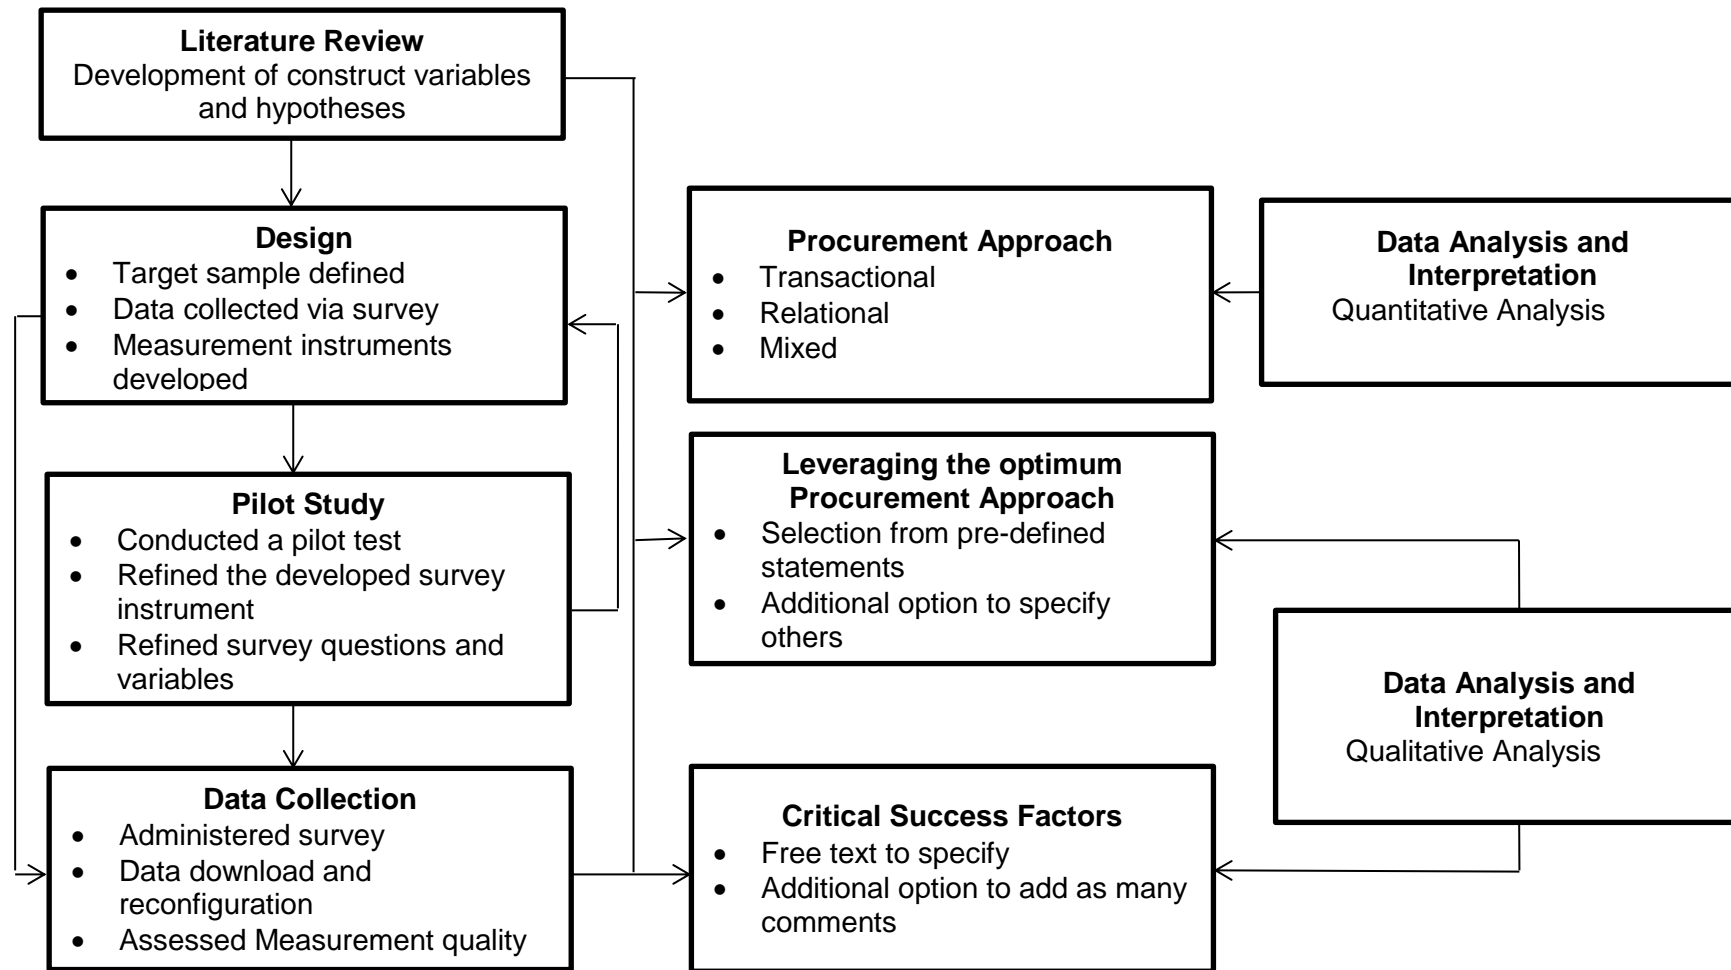 Literature Review
Development of construct variables
and hypotheses
Design
• Target sample defined
• Data collected via survey
• Measurement instruments
developed
Pilot Study
• Conducted a pilot test
• Refined the developed survey
instrument
• Refined survey questions and
variables
Data Collection
• Administered survey
• Data download and
reconfiguration
• Assessed Measurement quality
Procurement Approach
• Transactional
• Relational
• Mixed
Leveraging the optimum
Procurement Approach
• Selection from pre-defined
statements
• Additional option to specify
others
Critical Success Factors
• Free text to specify
• Additional option to add as many
comments
Data Analysis and
Interpretation
Quantitative Analysis
Data Analysis and
Interpretation
Qualitative Analysis